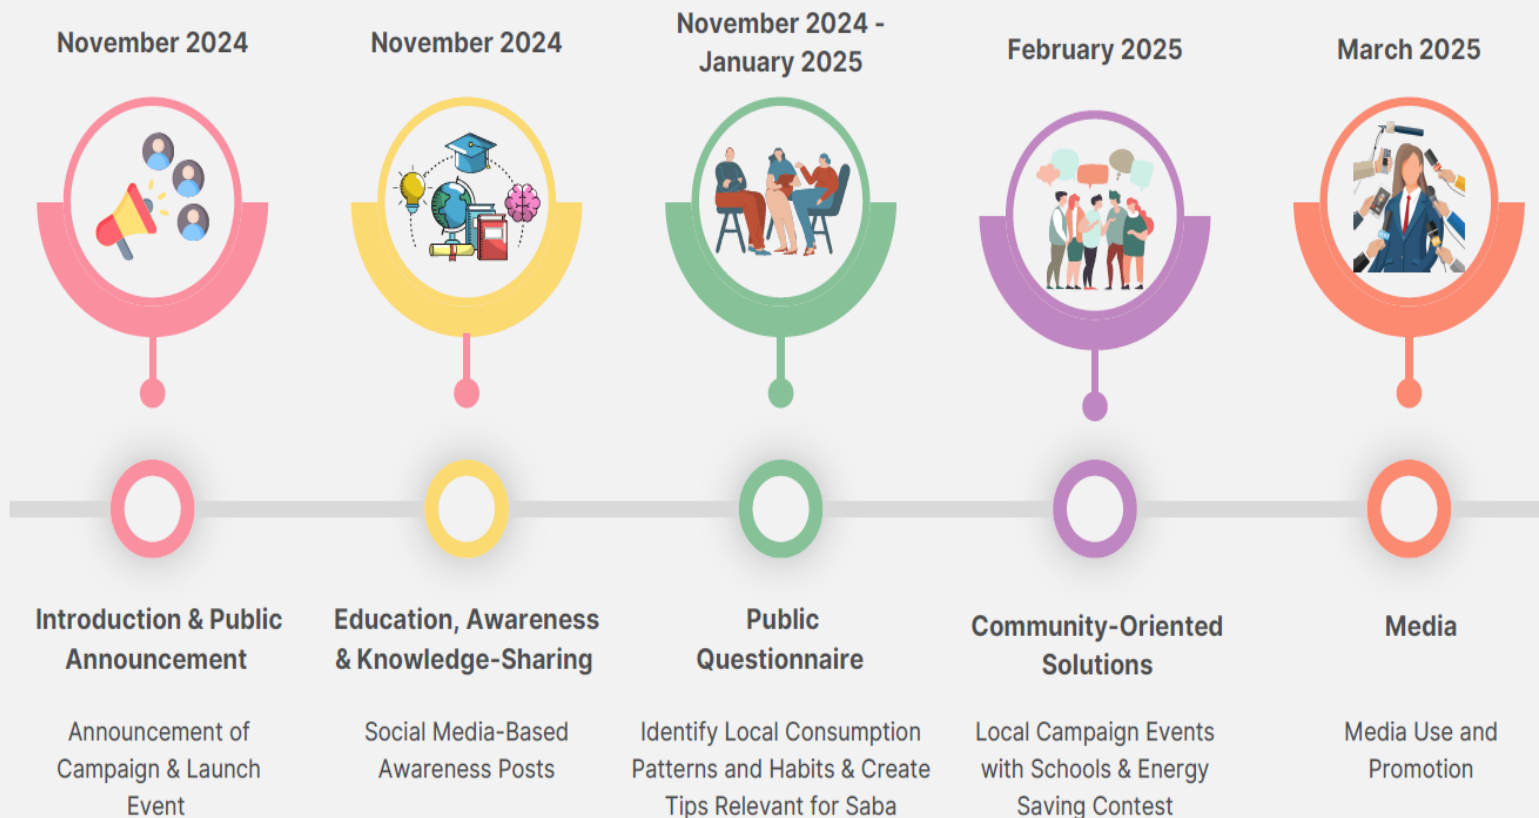 November 2024
November 2024
November 2024 -
January 2025
February 2025
March 2025
Introduction & Public
Announcement
Announcement of
Campaign & Launch
Event
Education, Awareness
& Knowledge-Sharing
Social Media-Based
Awareness Posts
Public
Questionnaire
Identify Local Consumption
Patterns and Habits & Create
Tips Relevant for Saba
Community-Oriented
Solutions
Local Campaign Events
with Schools & Energy
Saving Contest
Media
Media Use and
Promotion